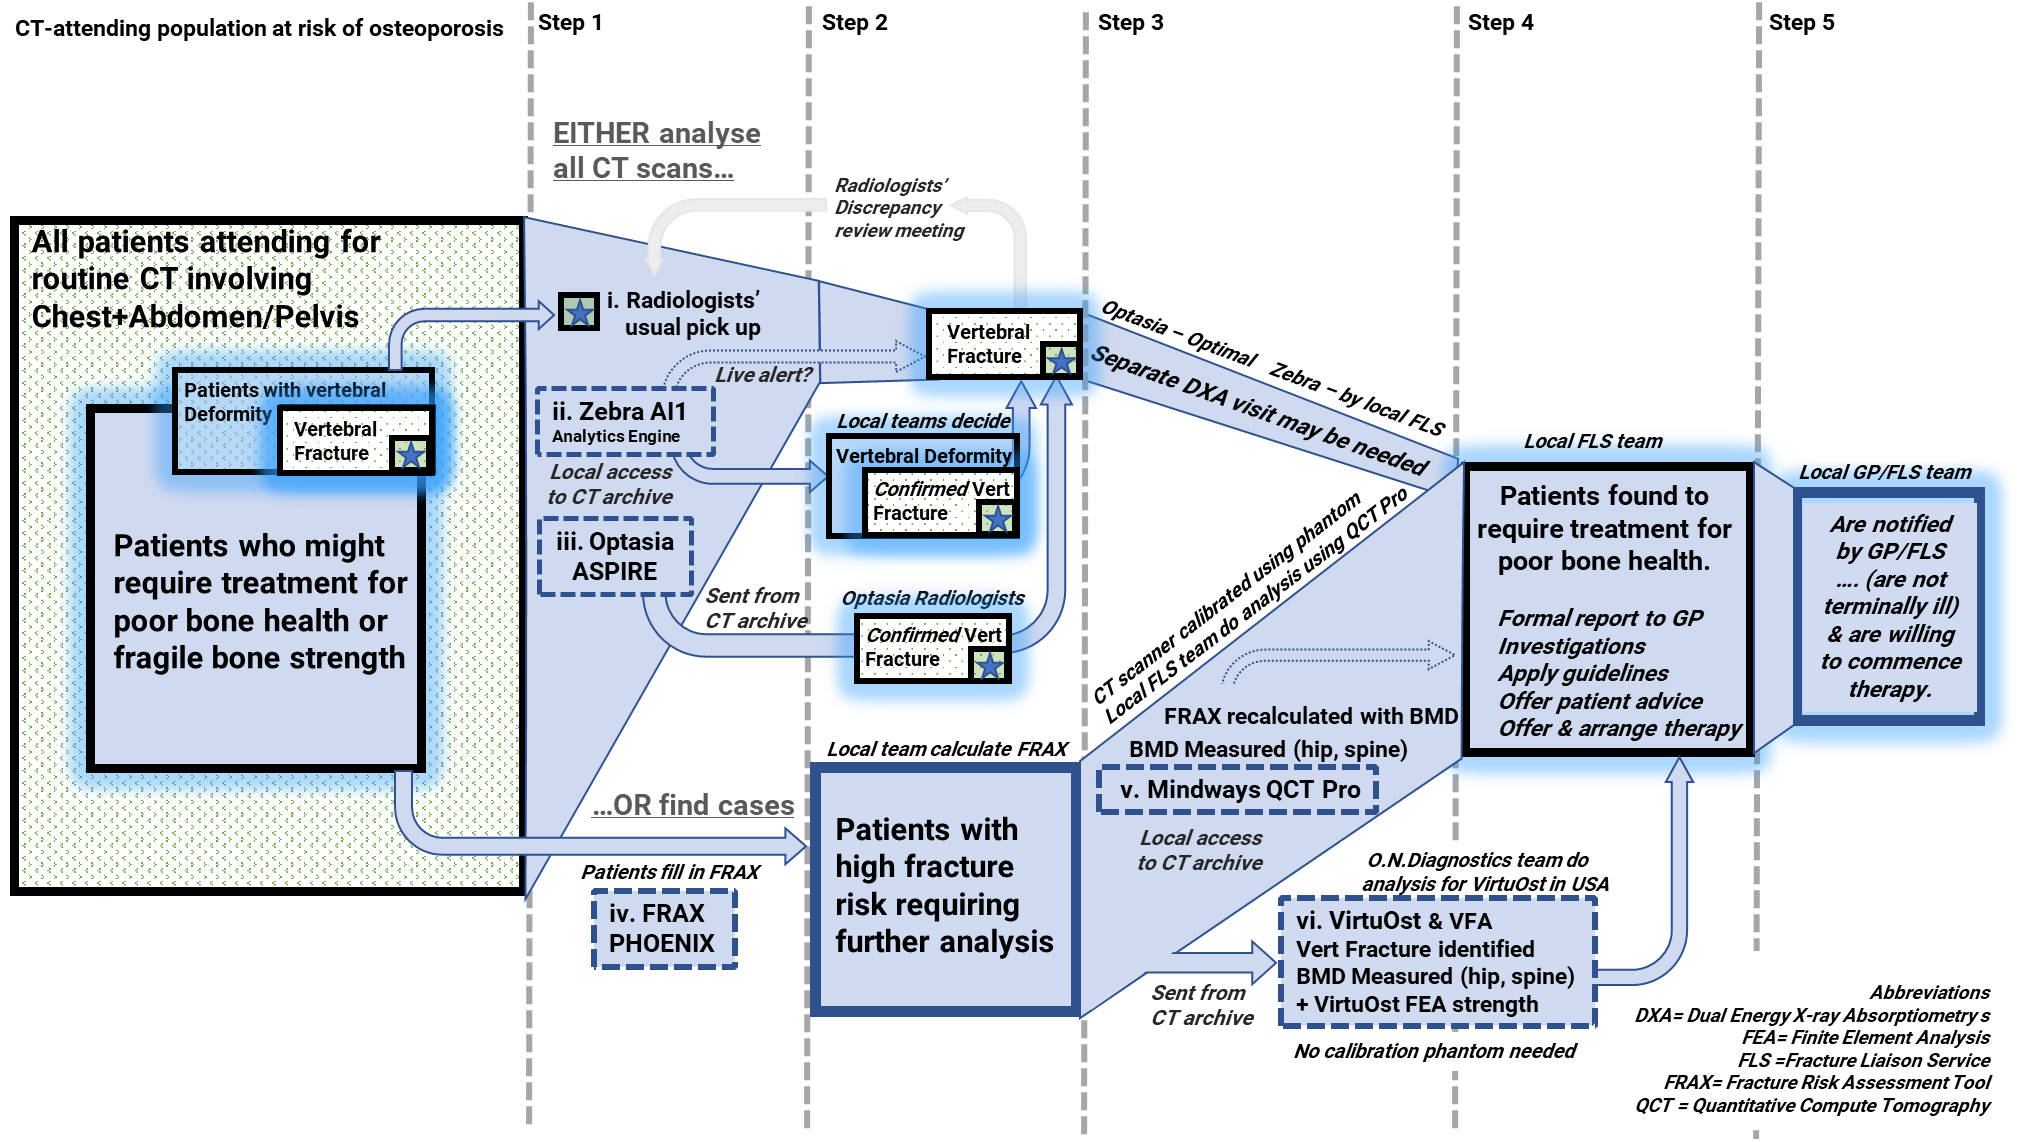 CT-attending population at risk of osteoporosis
Step 1
Step 2
Step 3
Step 4
Step 5
EITHER analyse
all CT scans...
Radiologists’
Discrepancy
review meeting
All patients attending for
routine CT involving
Chest+Abdomen/Pelvis
Patients with vertebral
Deformity
Vertebral
Fracture
Patients who might
require treatment for
poor bone health or
fragile bone strength
i. Radiologists’
usual pick up
Live alert?
ii. Zebra AI1
Analytics Engine
Local access
to CT archive
iii. Optasia
ASPIRE
Sent from
CT archive
Vertebral
Fracture
Local teams decide
Vertebral Deformity
Confirmed Vert
Fracture
Optasia Radiologists
Confirmed Vert
Fracture
Optasia – Optimal Zebra – by local FLS
Separate DXA visit may be needed
...OR find cases
Patients fill in FRAX
iv. FRAX
PHOENIX
Local team calculate FRAX
Patients with
high fracture
risk requiring
further analysis
CT scanner calibrated using phantom
Local FLS team do analysis using QCT Pro
FRAX recalculated with BMD
BMD Measured (hip, spine)
v. Mindways QCT Pro
Local access
to CT archive
Sent from
CT archive
O.N.Diagnostics team do
analysis for VirtuOst in USA
vi. VirtuOst & VFA
Vert Fracture identified
BMD Measured (hip, spine)
+ VirtuOst FEA strength
No calibration phantom needed
Local FLS team
Patients found to
require treatment for
poor bone health.
Formal report to GP
Investigations
Apply guidelines
Offer patient advice
Offer & arrange therapy
Local GP/FLS team
Are notified
by GP/FLS
.... (are not
terminally ill)
& are willing
to commence
therapy.
Abbreviations
DXA= Dual Energy X-ray Absorptiometry s
FEA= Finite Element Analysis
FLS =Fracture Liaison Service
FRAX= Fracture Risk Assessment Tool
QCT = Quantitative Compute Tomography